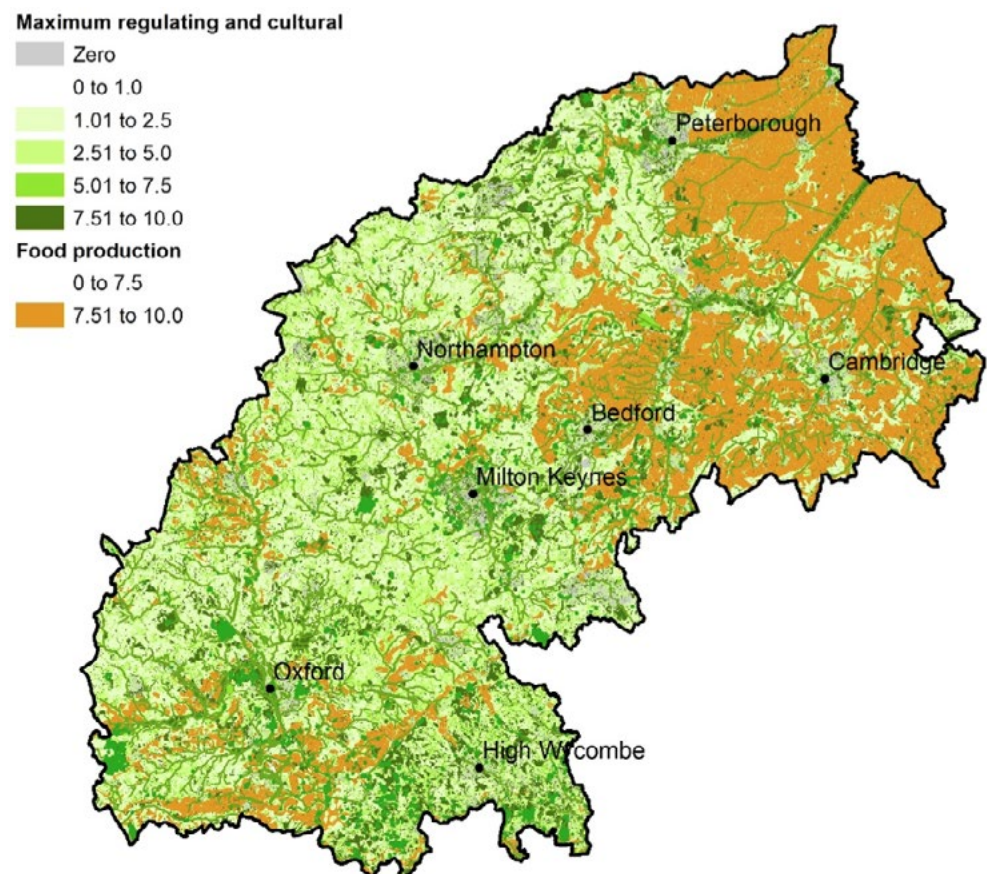 Maximum regulating and cultural
Zero
0 to 1.0
1.01 to 2.5
2.51 to 5.0
5.01 to 7.5
7.51 to 10.0
Food production
0 to 7.5
7.51 to 10.0
Peterborough
Northampton
Cambridge
Bedford
Milton Keynes
Oxford
High Wycombe